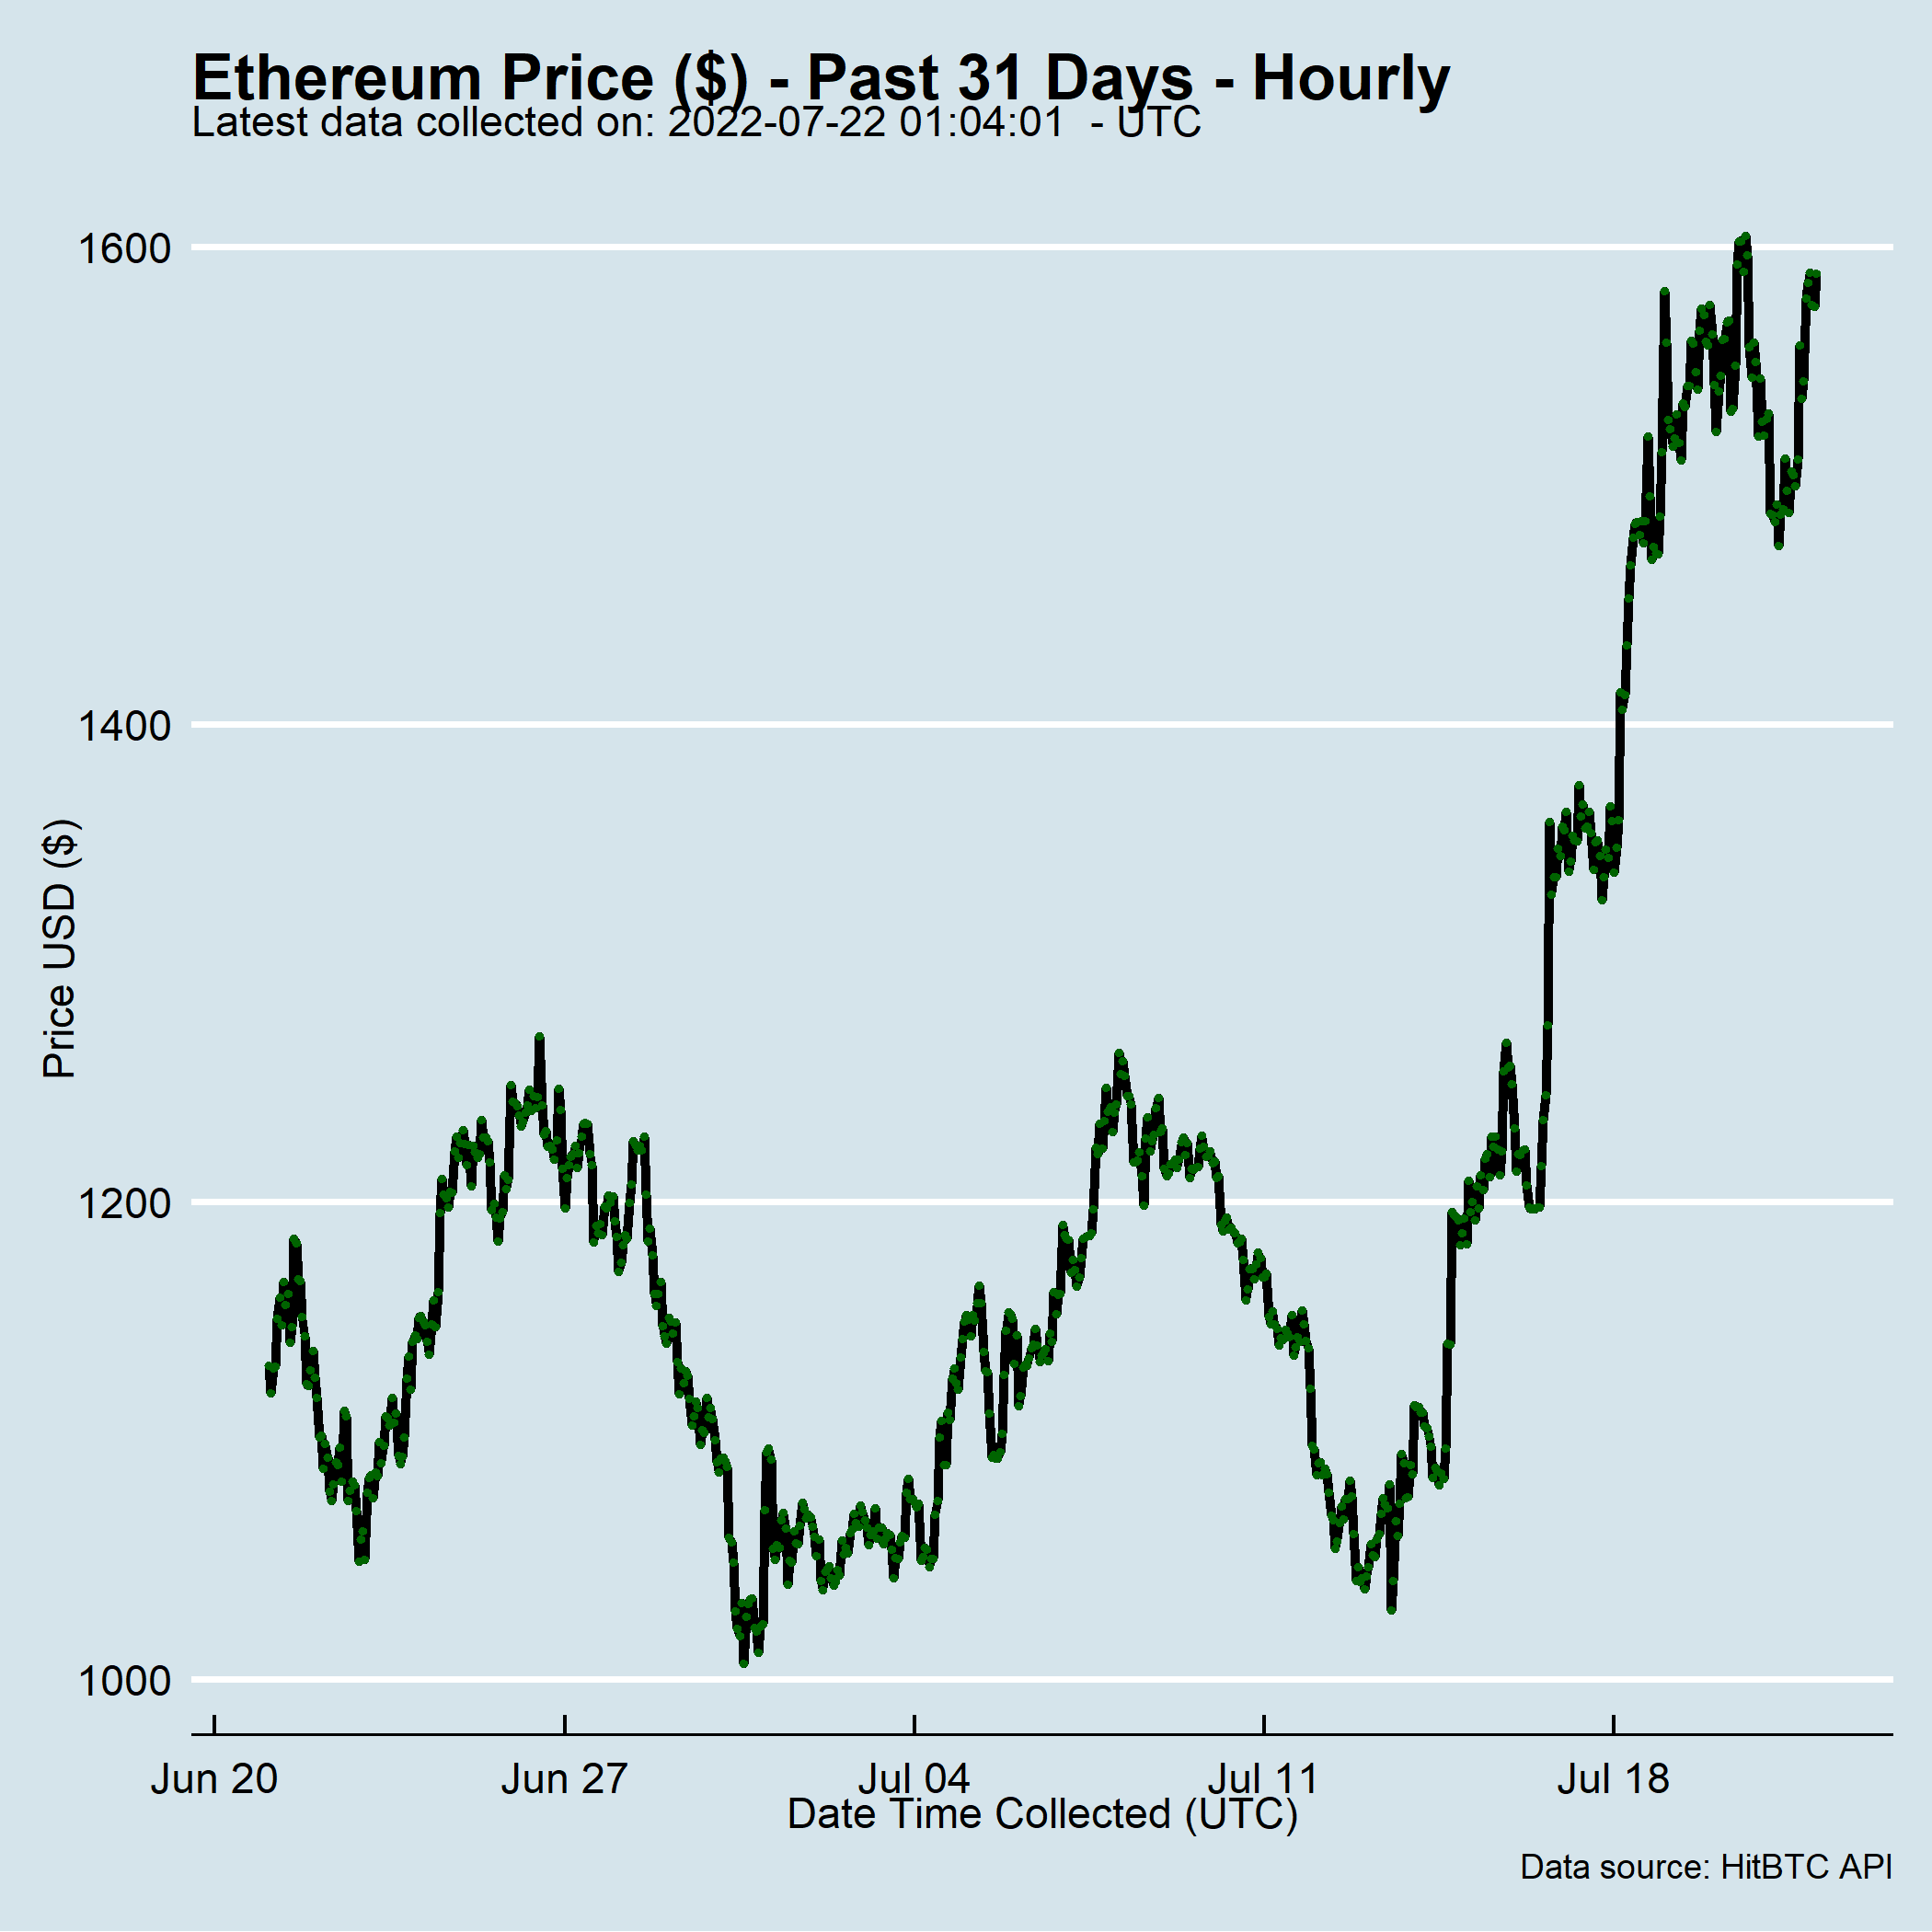 Ethereum Price ($) - Past 31 Days - Hourly
Latest data collected on: 2022-07-22 01:04:01  - UTC
1600
1400
1200
1000
Price USD ($)
Jun 20 Jun 27 Jul 04 Jul 11 Jul 18
Date Time Collected (UTC)
Data source: HitBTC API